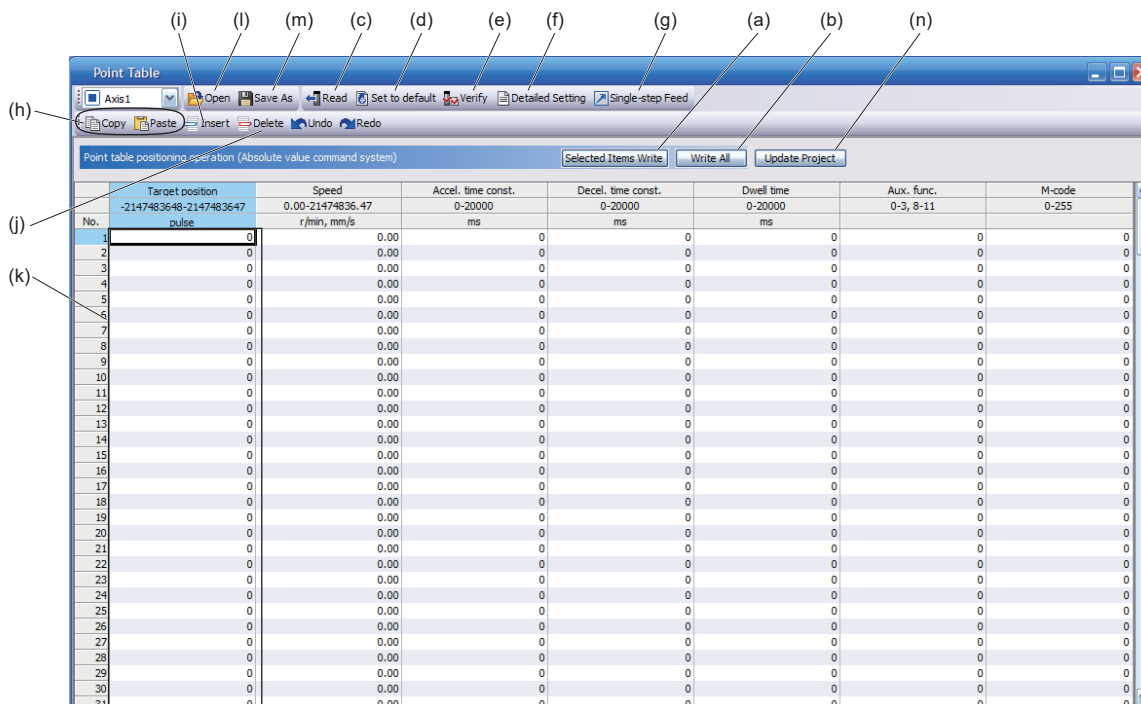 (i) (l) (m) (c) (d) (e) (f) (g) (a) (b) (n)
Point Table
Axis1 Open Save As Read Set to default Verify Detailed Setting Single-step Feed
(h)
Copy Paste Insert Delete Undo Redo
Point table positioning operation (Absolute value command system) Selected Items Write Write All Update Project
Target position Speed Accel. time const. Decel. time const. Dwell time Aux. func. M-code
-2147483648-2147483647 0.00-21474836.47 0-20000 0-20000 0-20000 0-3, 8-11 0-255
(j)
No. pulse r/min, mm/s ms ms ms
1 0 0.00 0 0 0 0 0
2 0 0.00 0 0 0 0 0
3 0 0.00 0 0 0 0 0
(k)
4 0 0.00 0 0 0 0 0
5 0 0.00 0 0 0 0 0
6 0 0.00 0 0 0 0 0
7 0 0.00 0 0 0 0 0
8 0 0.00 0 0 0 0 0
9 0 0.00 0 0 0 0 0
10 0 0.00 0 0 0 0 0
11 0 0.00 0 0 0 0 0
12 0 0.00 0 0 0 0 0
13 0 0.00 0 0 0 0 0
14 0 0.00 0 0 0 0 0
15 0 0.00 0 0 0 0 0
16 0 0.00 0 0 0 0 0
17 0 0.00 0 0 0 0 0
18 0 0.00 0 0 0 0 0
19 0 0.00 0 0 0 0 0
20 0 0.00 0 0 0 0 0
21 0 0.00 0 0 0 0 0
22 0 0.00 0 0 0 0 0
23 0 0.00 0 0 0 0 0
24 0 0.00 0 0 0 0 0
25 0 0.00 0 0 0 0 0
26 0 0.00 0 0 0 0 0
27 0 0.00 0 0 0 0 0
28 0 0.00 0 0 0 0 0
29 0 0.00 0 0 0 0 0
30 0 0.00 0 0 0 0 0
31 0 0.00 0 0 0 0 0